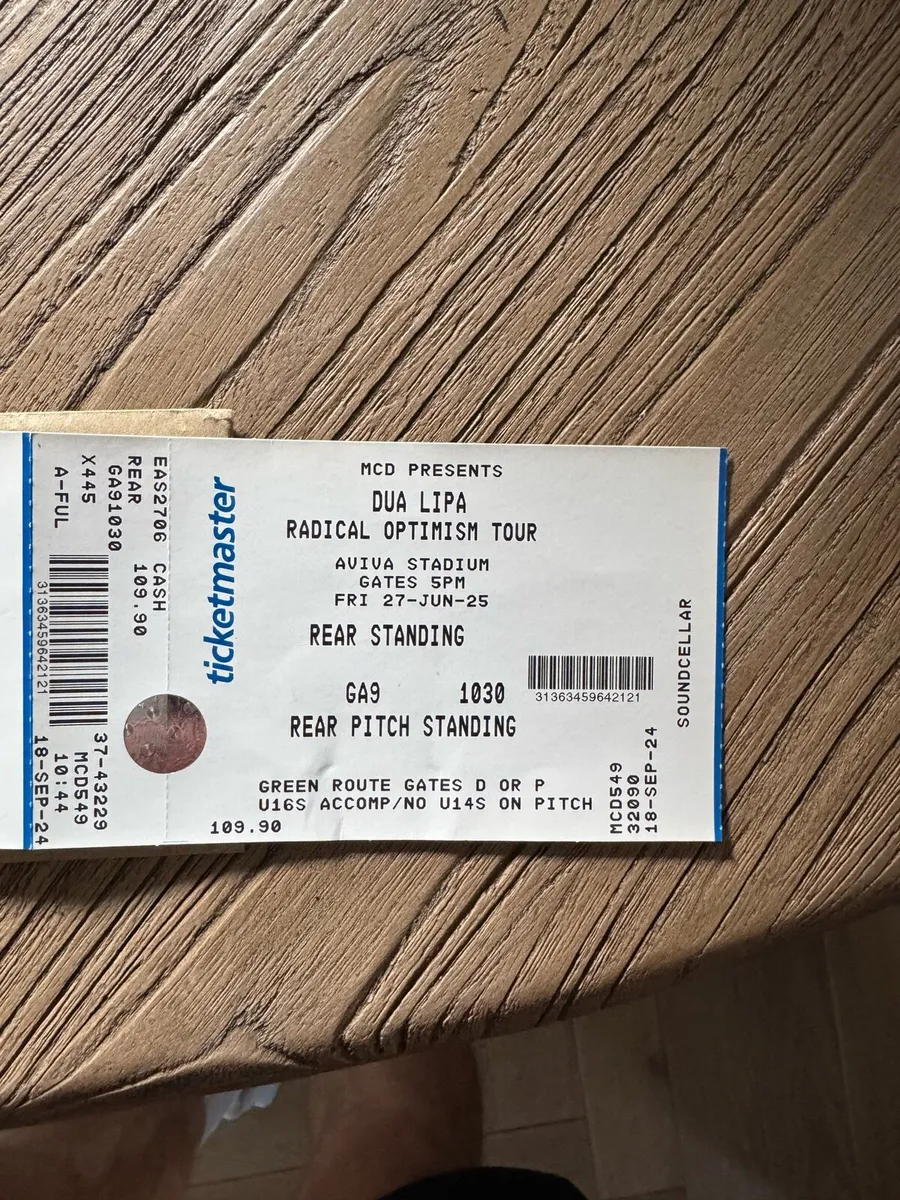 EAS2706 CASH
REAR 109.90
GA91030
X445
A-FUL
31363459642121
37-43229
MCD549
10:44
18-SEP-24
ticketmaster
MCD PRESENTS
DUA LIPA
RADICAL OPTIMISM TOUR
AVIVA STADIUM
GATES 5PM
FRI 27-JUN-25
REAR STANDING
GA9 1030
REAR PITCH STANDING
GREEN ROUTE GATES D OR P
U16S ACCOMP/NO U14S ON PITCH
109.90
31363459642121
MCD549
32090
18-SEP-24
SOUNDCELLAR